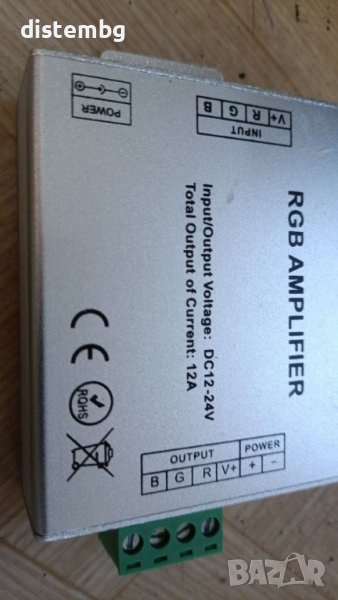 distembg
POWER
INPUT
V+ R G B
RGB AMPLIFIER
Input/Output Voltage: DC12-24V
Total Output of Current: 12A
CE
ROHS
OUTPUT POWER
B G R V+ + -
BAZAR